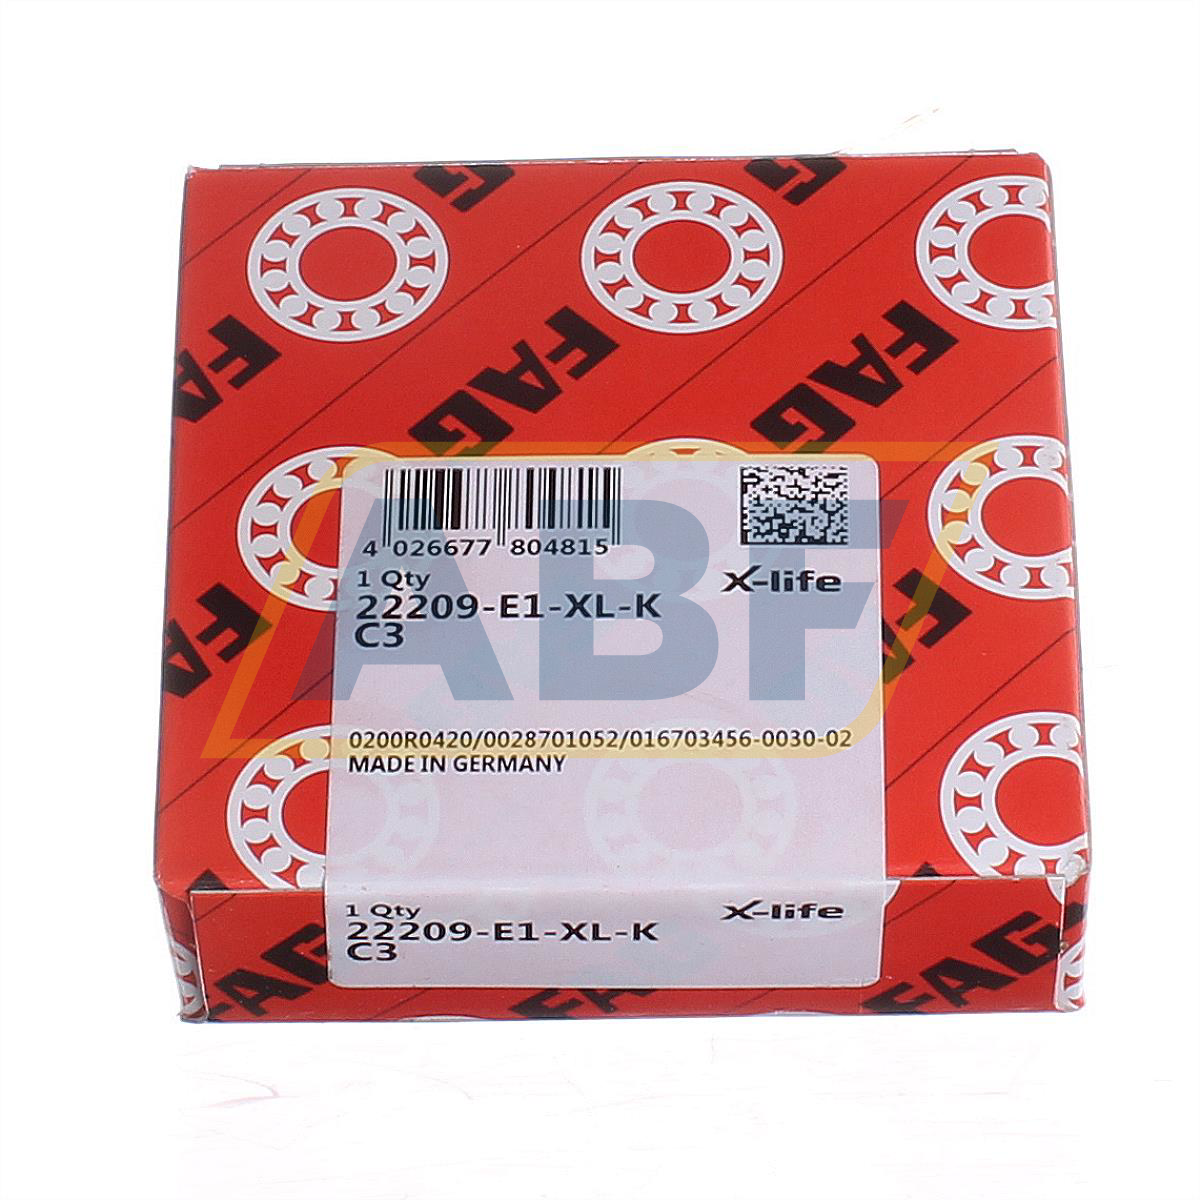 FAG
FAG
FAG
FAG
4 026677 804815
1 Qty
X-life
22209-E1-XL-K
C3
ABF
0200R0420/0028701052/016703456-0030-02
MADE IN GERMANY
1 Qty
X-life
22209-E1-XL-K
C3
FAG
FAG
FAG